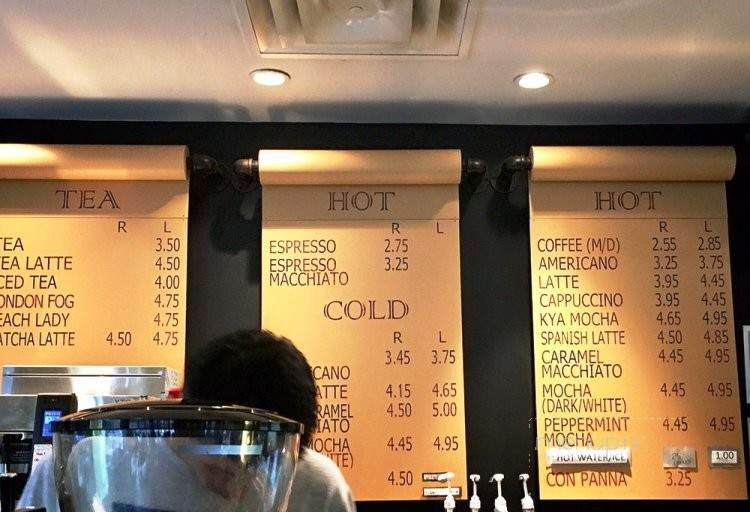 TEA
R L
TEA 3.50
TEA LATTE 4.50
ICED TEA 4.00
LONDON FOG 4.75
PEACH LADY 4.75
MATCHA LATTE 4.50 4.75
HOT
R L
ESPRESSO 2.75
ESPRESSO 3.25
MACCHIATO
COLD
R L
CANO 3.45 3.75
ATTE 4.15 4.65
RAMEL 4.50 5.00
IATO
MOCHA 4.45 4.95
ITE)
4.50
HOT
R L
COFFEE (M/D) 2.55 2.85
AMERICANO 3.25 3.75
LATTE 3.95 4.45
CAPPUCCINO 3.95 4.45
KYA MOCHA 4.65 4.95
SPANISH LATTE 4.50 4.85
CARAMEL 4.45 4.95
MACCHIATO
MOCHA 4.45 4.95
(DARK/WHITE)
PEPPERMINT 4.45 4.95
MOCHA
HOT WATER/ICE 1.00
CON PANNA 3.25